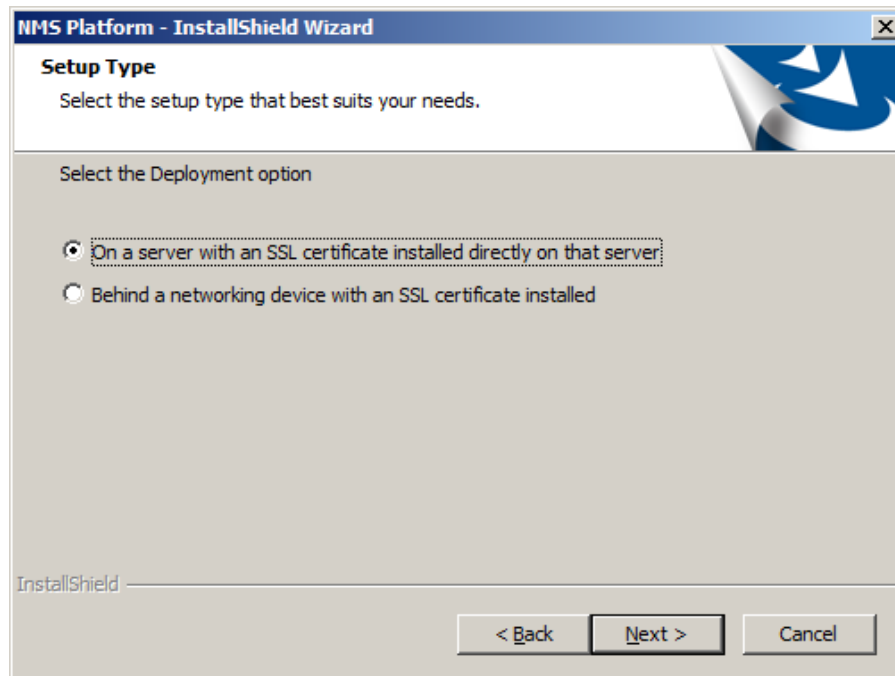 NMS Platform - InstallShield Wizard
Setup Type
Select the setup type that best suits your needs.
Select the Deployment option
On a server with an SSL certificate installed directly on that server
Behind a networking device with an SSL certificate installed
InstallShield
< Back Next > Cancel